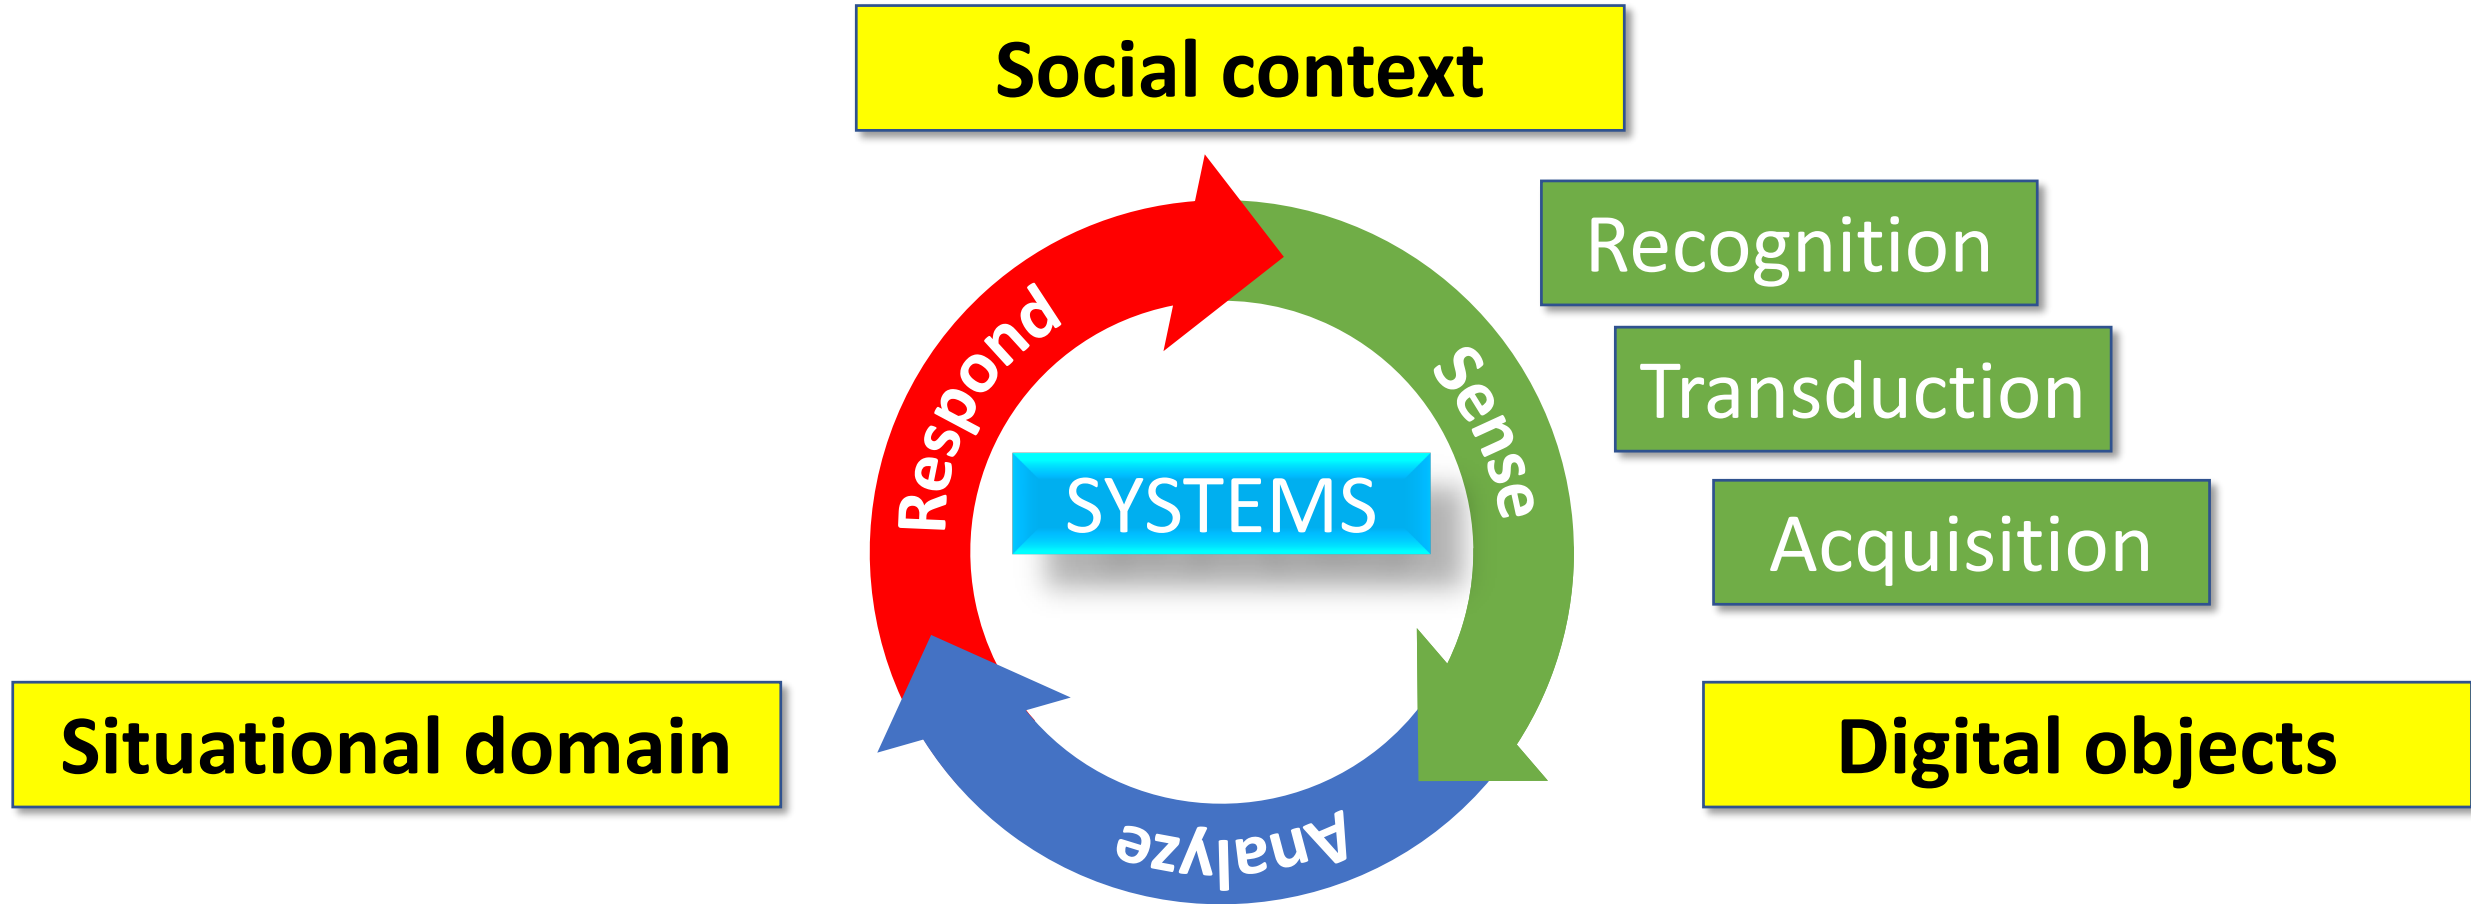 Social context
Recognition
Respond
Sense
Transduction
SYSTEMS
Acquisition
Situational domain
Digital objects
Analyze